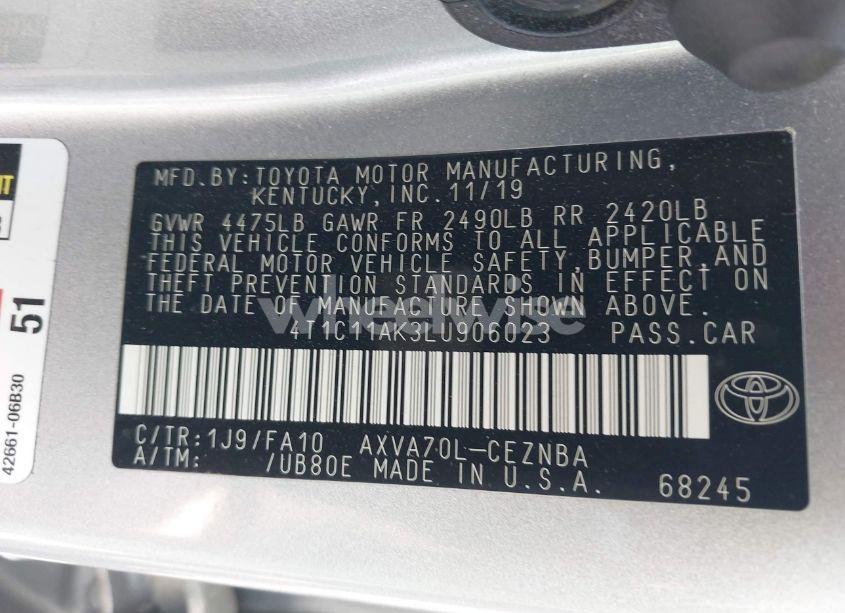 MFD.BY:TOYOTA MOTOR MANUFACTURING,
KENTUCKY, INC. 11/19
GVWR 4475LB GAWR FR 2490LB RR 2420LB
THIS VEHICLE CONFORMS TO ALL APPLICABLE
FEDERAL MOTOR VEHICLE SAFETY, BUMPER, AND
THEFT PREVENTION STANDARDS IN EFFECT ON
THE DATE OF MANUFACTURE SHOWN ABOVE.
4T1C11AK3LU906023 PASS.CAR
C/TR:1J9/FA10 AXVA70L-CEZNBA
A/TM: /UB80E MADE IN U.S.A. 68245
51
42661-06B30